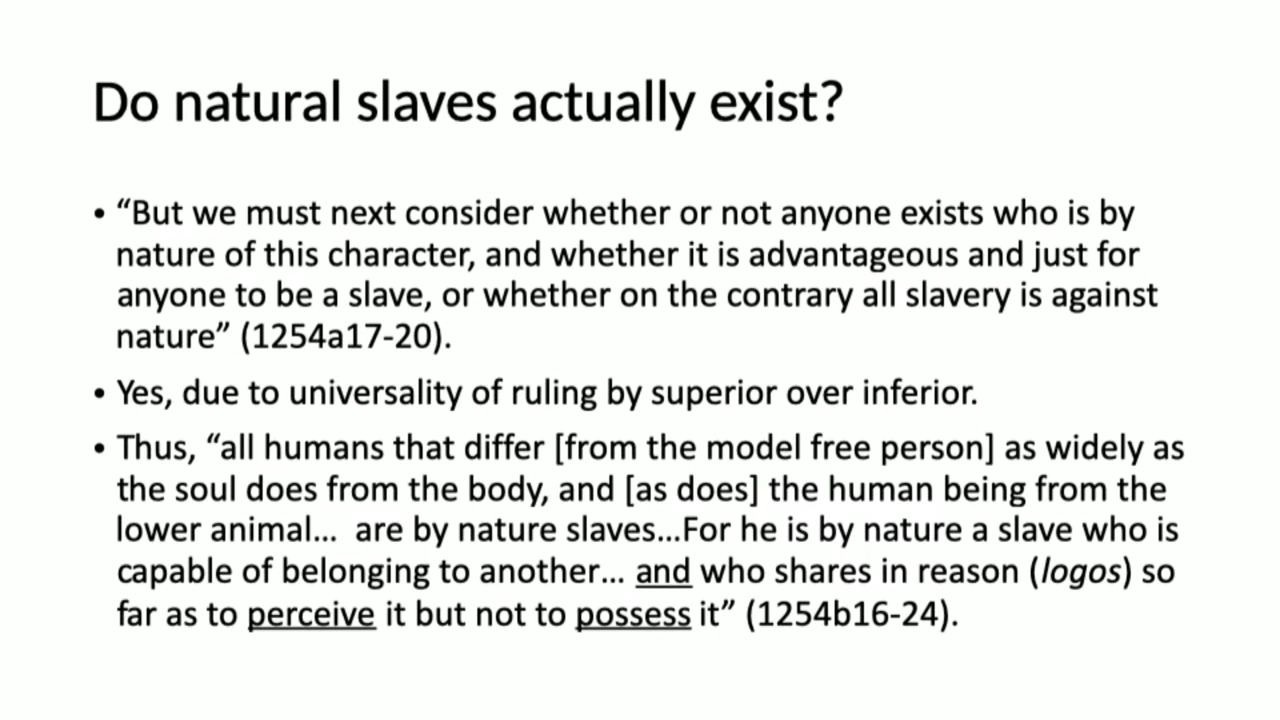 Do natural slaves actually exist?
• “But we must next consider whether or not anyone exists who is by
nature of this character, and whether it is advantageous and just for
anyone to be a slave, or whether on the contrary all slavery is against
nature” (1254a17-20).
• Yes, due to universality of ruling by superior over inferior.
• Thus, “all humans that differ [from the model free person] as widely as
the soul does from the body, and [as does] the human being from the
lower animal… are by nature slaves…For he is by nature a slave who is
capable of belonging to another… and who shares in reason (logos) so
far as to perceive it but not to possess it” (1254b16-24).